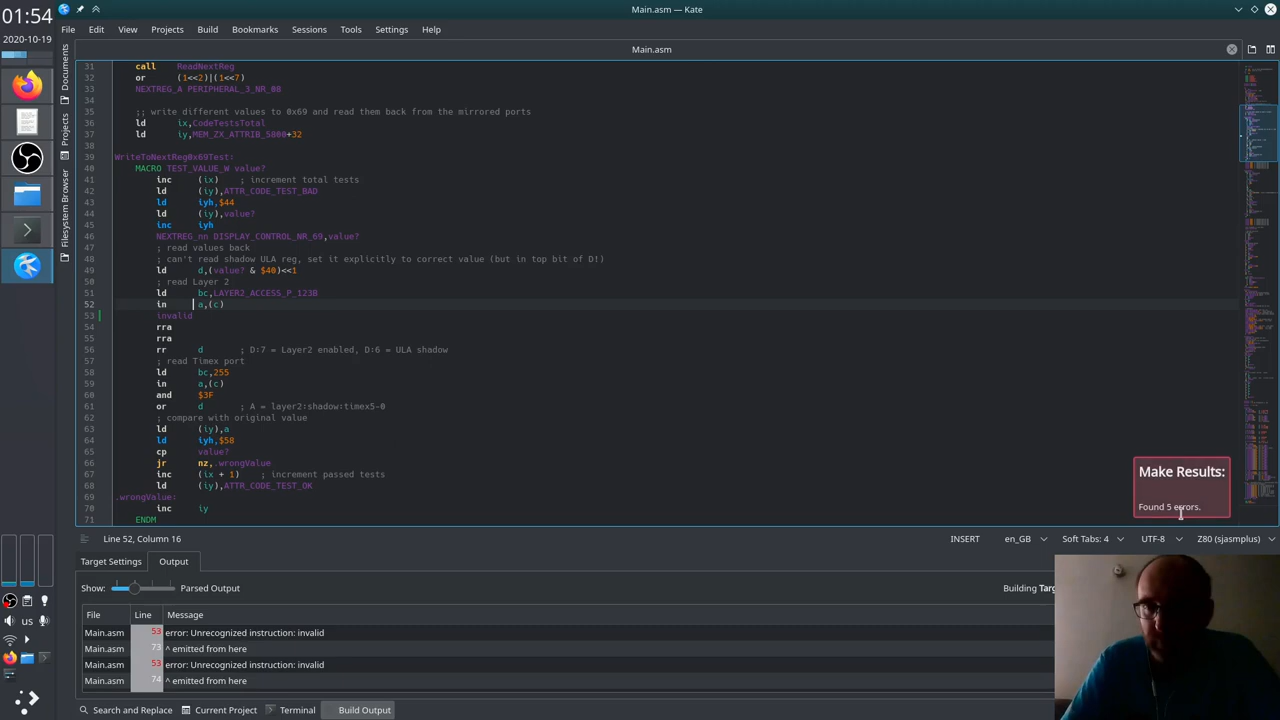 01:54
2020-10-19
Main.asm — Kate
File Edit View Projects Build Bookmarks Sessions Tools Settings Help
Documents
Projects
Filesystem Browser
Main.asm
31 call ReadNextReg
32 or (1<<2)|(1<<7)
33 NEXTREG_A PERIPHERAL_3_NR_08
34
35 ;; write different values to 0x69 and read them back from the mirrored ports
36 ld ix,CodeTestsTotal
37 ld iy,MEM_ZX_ATTRIB_5800+32
38
39 WriteToNextReg0x69Test:
40 MACRO TEST_VALUE_W value?
41 inc (ix) ; increment total tests
42 ld (iy),ATTR_CODE_TEST_BAD
43 ld iyh,$44
44 ld (iy),value?
45 inc iyh
46 NEXTREG_nn DISPLAY_CONTROL_NR_69,value?
47 ; read values back
48 ; can't read shadow ULA reg, set it explicitly to correct value (but in top bit of D!)
49 ld d,(value? & $40)<<1
50 ; read Layer 2
51 ld bc,LAYER2_ACCESS_P_123B
52 in a,(c)
53 invalid
54 rra
55 rra
56 rr d ; D:7 = Layer2 enabled, D:6 = ULA shadow
57 ; read Timex port
58 ld bc,255
59 in a,(c)
60 and $3F
61 or d ; A = layer2:shadow:timex5-0
62 ; compare with original value
63 ld (iy),a
64 ld iyh,$58
65 cp value?
66 jr nz,.wrongValue
67 inc (ix + 1) ; increment passed tests
68 ld (iy),ATTR_CODE_TEST_OK
69 .wrongValue:
70 inc iy
71 ENDM
Make Results:
Found 5 errors.
Line 52, Column 16 INSERT en_GB Soft Tabs: 4 UTF-8 Z80 (sjasmplus)
Target Settings Output
Show: Parsed Output Building
File Line Message
Main.asm 53 error: Unrecognized instruction: invalid
Main.asm 73 ^ emitted from here
Main.asm 53 error: Unrecognized instruction: invalid
Main.asm 74 ^ emitted from here
us
Search and Replace Current Project Terminal Build Output